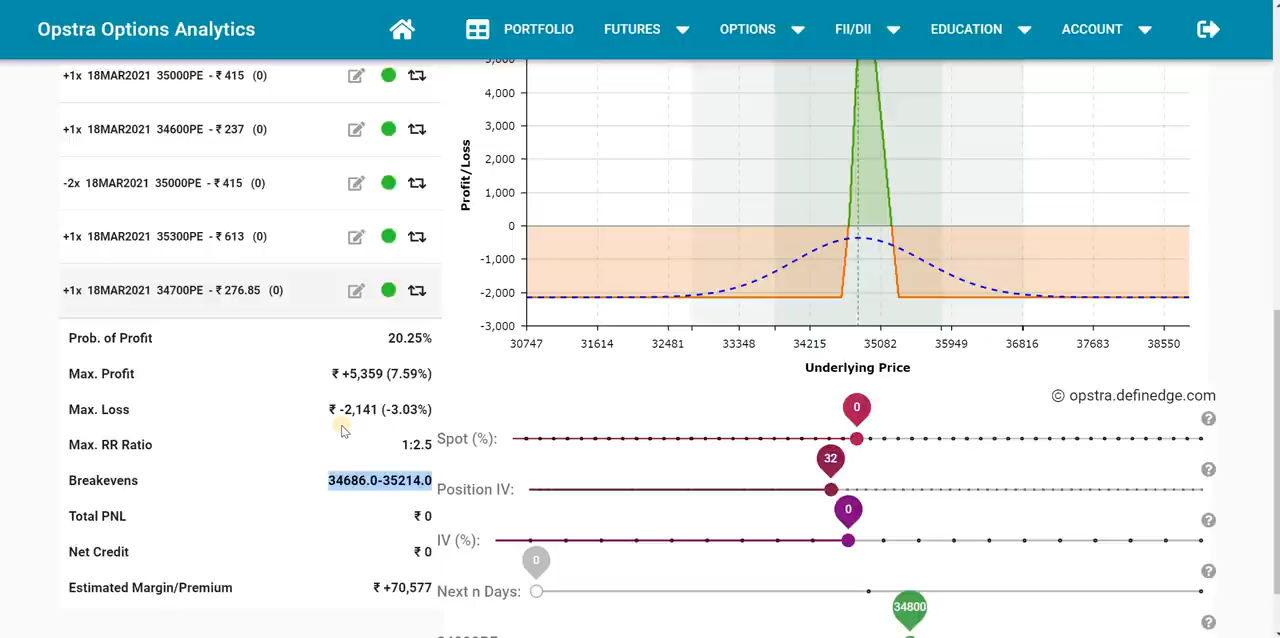 Opstra Options Analytics
PORTFOLIO FUTURES OPTIONS FII/DII EDUCATION ACCOUNT
+1x 18MAR2021 35000PE - ₹ 415 (0)
+1x 18MAR2021 34600PE - ₹ 237 (0)
-2x 18MAR2021 35000PE - ₹ 415 (0)
+1x 18MAR2021 35300PE - ₹ 613 (0)
+1x 18MAR2021 34700PE - ₹ 276.85 (0)
Prob. of Profit 20.25%
Max. Profit ₹ +5,359 (7.59%)
Max. Loss ₹ -2,141 (-3.03%)
Max. RR Ratio 1:2.5
Breakevens 34686.0-35214.0
Total PNL ₹ 0
Net Credit ₹ 0
Estimated Margin/Premium ₹ +70,577
Profit/Loss
5,000
4,000
3,000
2,000
1,000
0
-1,000
-2,000
-3,000
30747 31614 32481 33348 34215 35082 35949 36816 37683 38550
Underlying Price
© opstra.definedge.com
0
Spot (%):
32
Position IV:
0
IV (%):
0
Next n Days:
34800